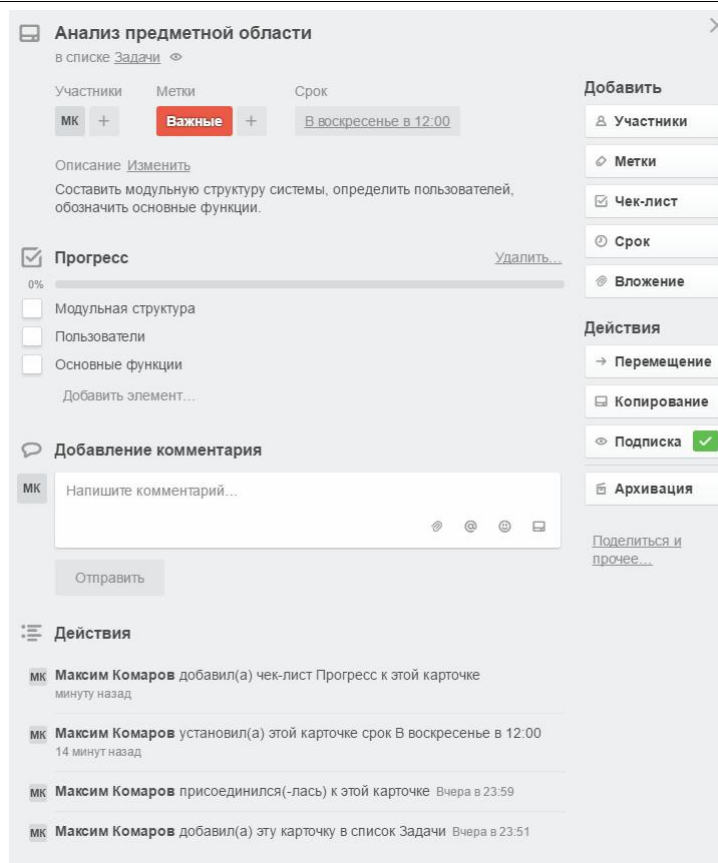 Анализ предметной области
в списке Задачи
Участники Метки Срок
МК + Важные + В воскресенье в 12:00
Описание Изменить
Составить модульную структуру системы, определить пользователей,
обозначить основные функции.
Прогресс Удалить...
0%
Модульная структура
Пользователи
Основные функции
Добавить элемент...
Добавление комментария
МК Напишите комментарий...
@
Отправить
Действия
МК Максим Комаров добавил(а) чек-лист Прогресс к этой карточке
минуту назад
МК Максим Комаров установил(а) этой карточке срок В воскресенье в 12:00
14 минут назад
МК Максим Комаров присоединился(-лась) к этой карточке Вчера в 23:59
МК Максим Комаров добавил(а) эту карточку в список Задачи Вчера в 23:51
Добавить
Участники
Метки
Чек-лист
Срок
Вложение
Действия
Перемещение
Копирование
Подписка
Архивация
Поделиться и
прочее...